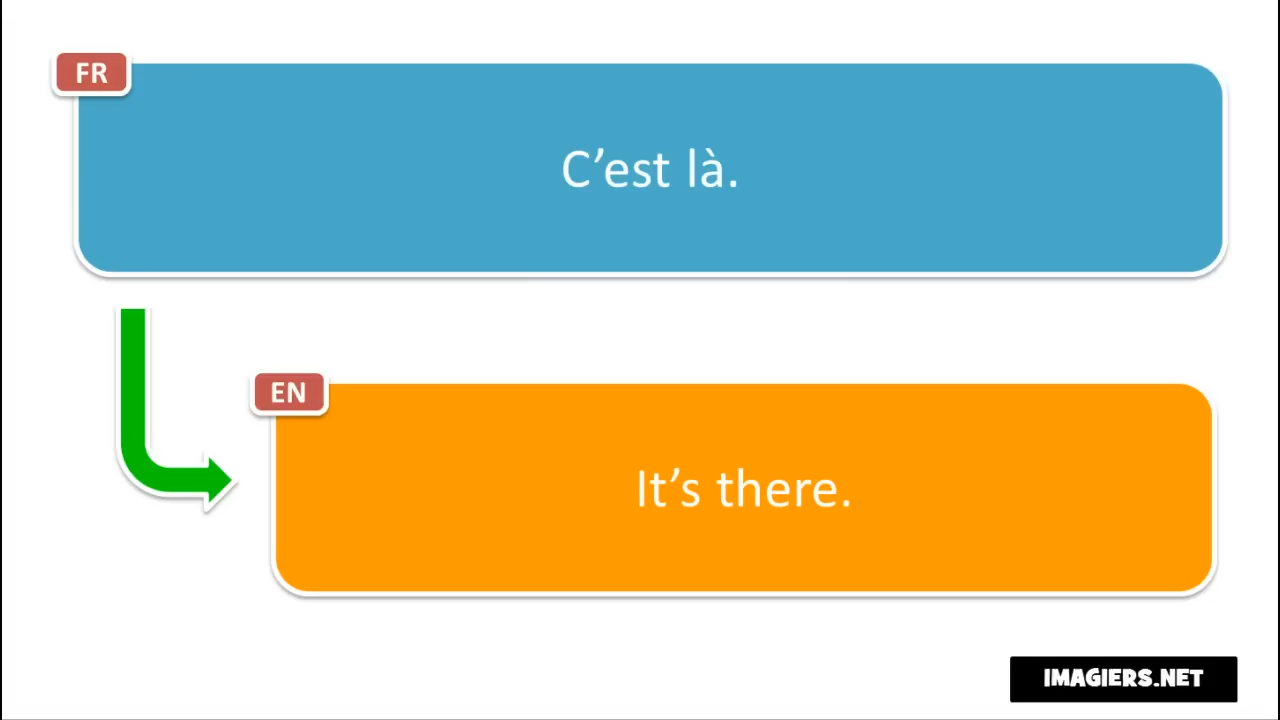 FR
C’est là.
EN
It’s there.
IMAGIERS.NET